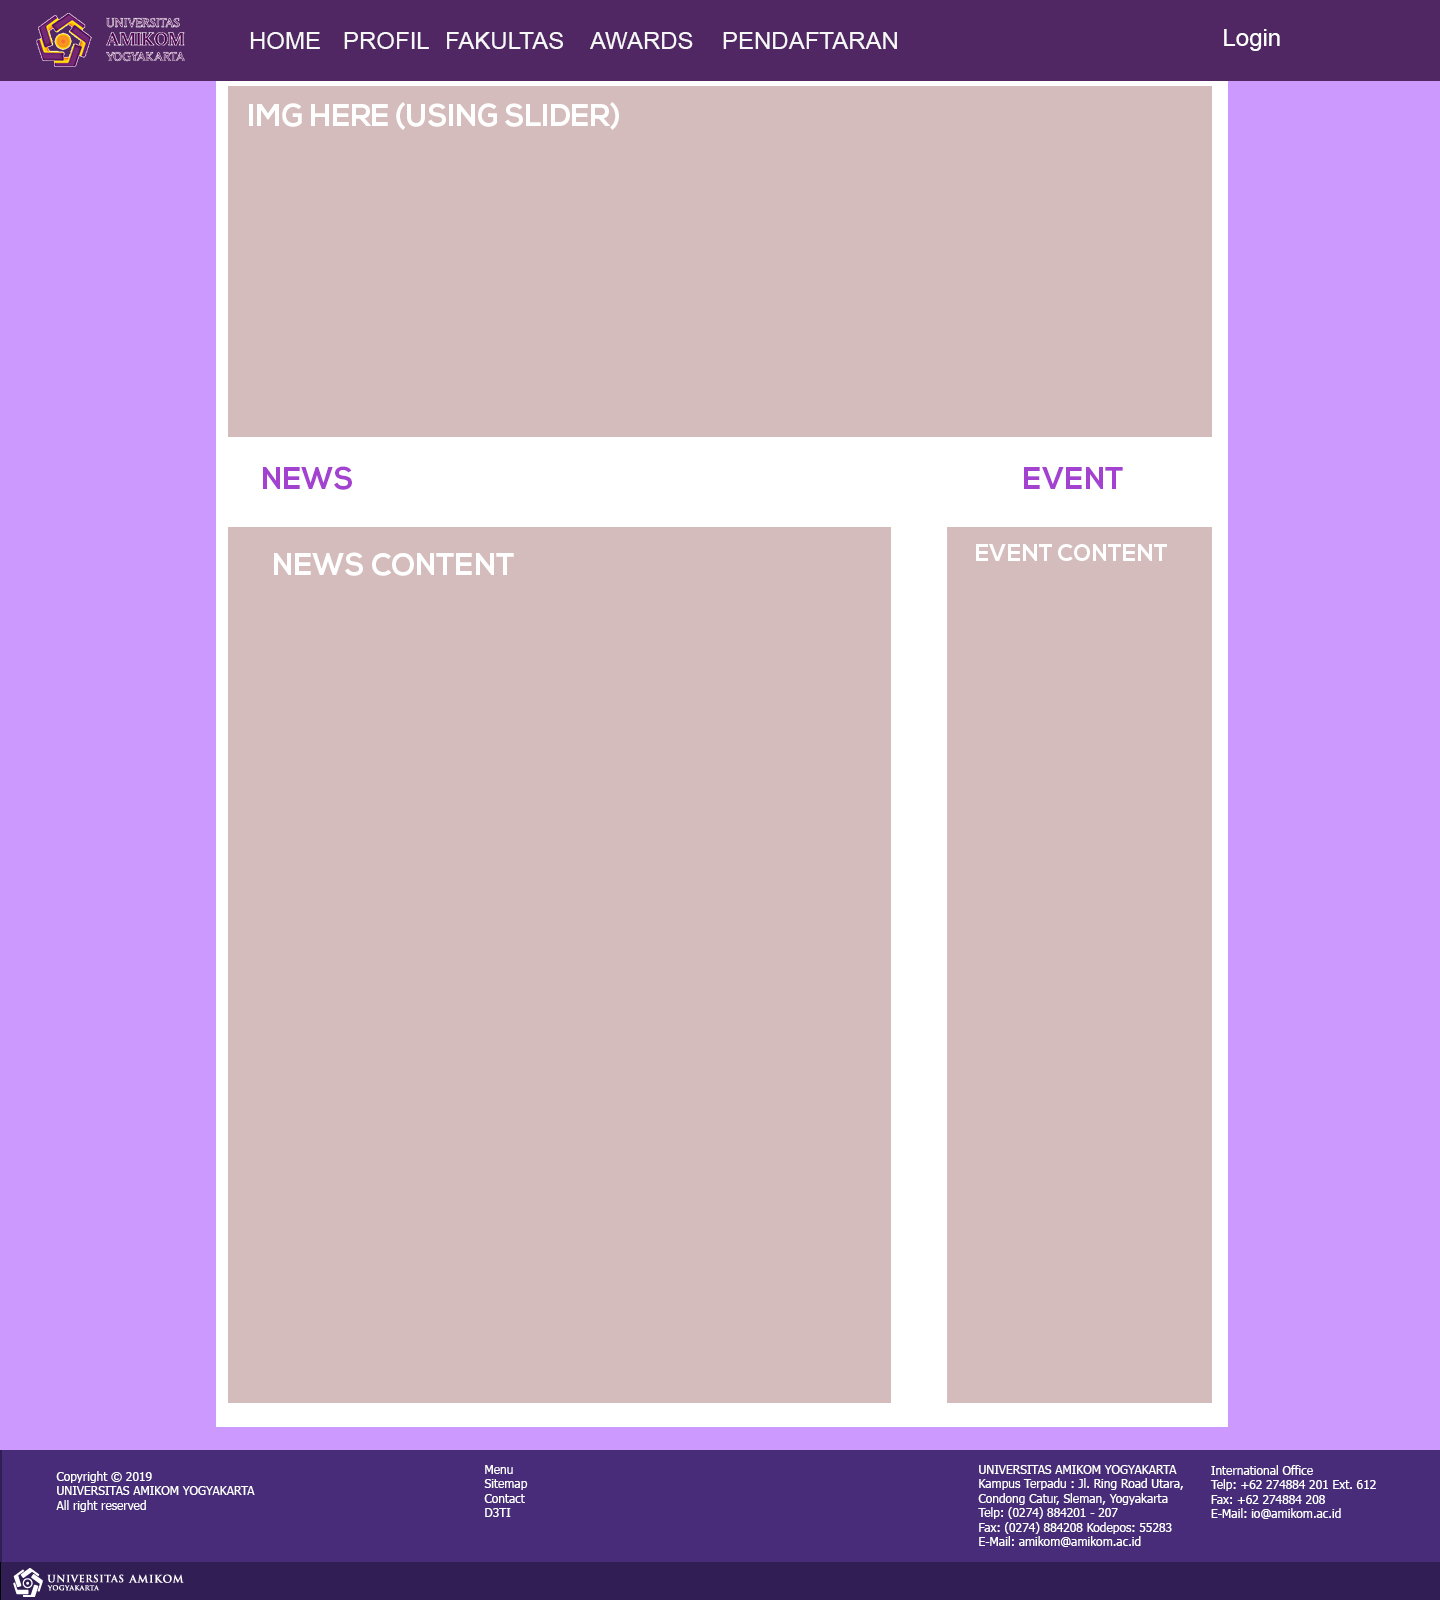 UNIVERSITAS
AMIKOM
YOGYAKARTA
HOME PROFIL FAKULTAS AWARDS PENDAFTARAN
Login
IMG HERE (USING SLIDER)
NEWS
EVENT
NEWS CONTENT
EVENT CONTENT
Copyright © 2019
UNIVERSITAS AMIKOM YOGYAKARTA
All right reserved
Menu
Sitemap
Contact
D3TI
UNIVERSITAS AMIKOM YOGYAKARTA
Kampus Terpadu : Jl. Ring Road Utara,
Condong Catur, Sleman, Yogyakarta
Telp: (0274) 884201 - 207
Fax: (0274) 884208 Kodepos: 55283
E-Mail: amikom@amikom.ac.id
International Office
Telp: +62 274884 201 Ext. 612
Fax: +62 274884 208
E-Mail: io@amikom.ac.id
UNIVERSITAS AMIKOM
YOGYAKARTA